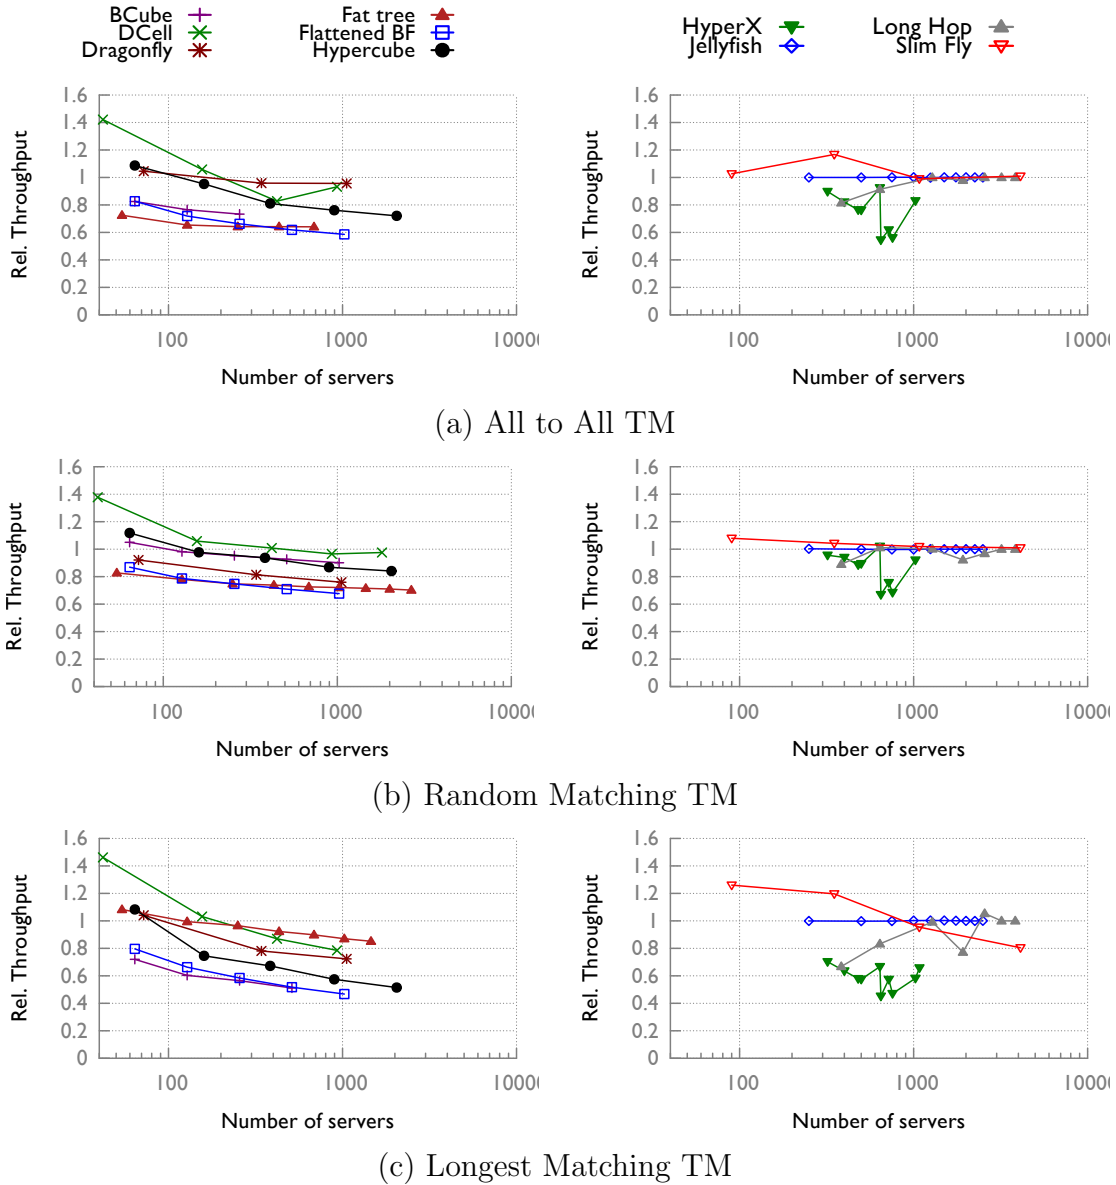 BCube Fat tree HyperX Long Hop
DCell Flattened BF Jellyfish Slim Fly
Dragonfly Hypercube
1.6 1.6
1.4 1.4
1.2 1.2
1 1
0.8 0.8
0.6 0.6
0.4 0.4
0.2 0.2
0 0
Rel. Throughput Rel. Throughput
100 1000 10000 100 1000 10000
Number of servers Number of servers
(a) All to All TM
1.6 1.6
1.4 1.4
1.2 1.2
1 1
0.8 0.8
0.6 0.6
0.4 0.4
0.2 0.2
0 0
Rel. Throughput Rel. Throughput
100 1000 10000 100 1000 10000
Number of servers Number of servers
(b) Random Matching TM
1.6 1.6
1.4 1.4
1.2 1.2
1 1
0.8 0.8
0.6 0.6
0.4 0.4
0.2 0.2
0 0
Rel. Throughput Rel. Throughput
100 1000 10000 100 1000 10000
Number of servers Number of servers
(c) Longest Matching TM